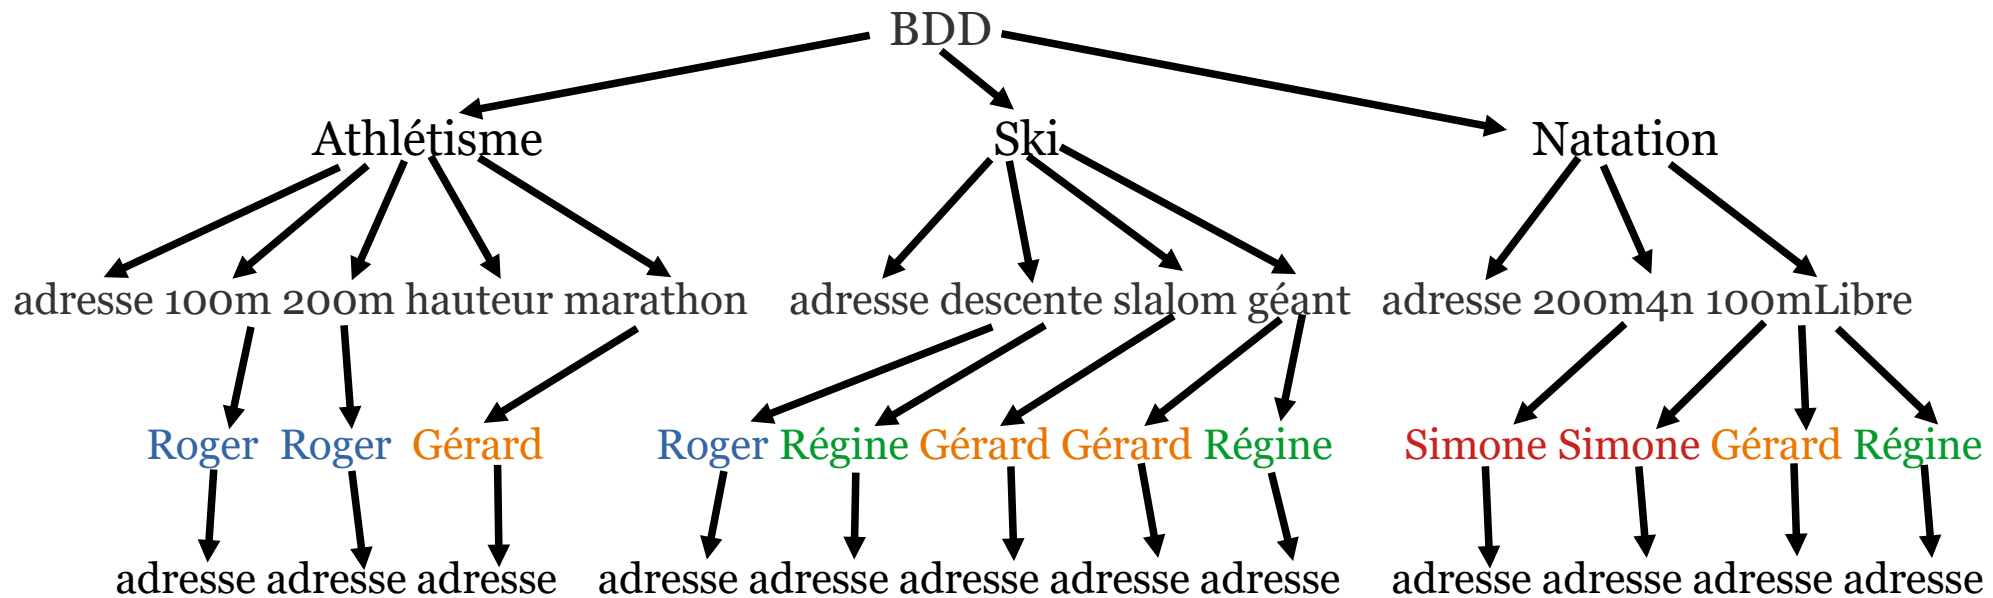 BDD
Athlétisme Ski Natation
adresse 100m 200m hauteur marathon adresse descente slalom géant adresse 200m4n 100mLibre
Roger Roger Gérard Roger Régine Gérard Gérard Régine Simone Simone Gérard Régine
adresse adresse adresse adresse adresse adresse adresse adresse adresse adresse adresse adresse